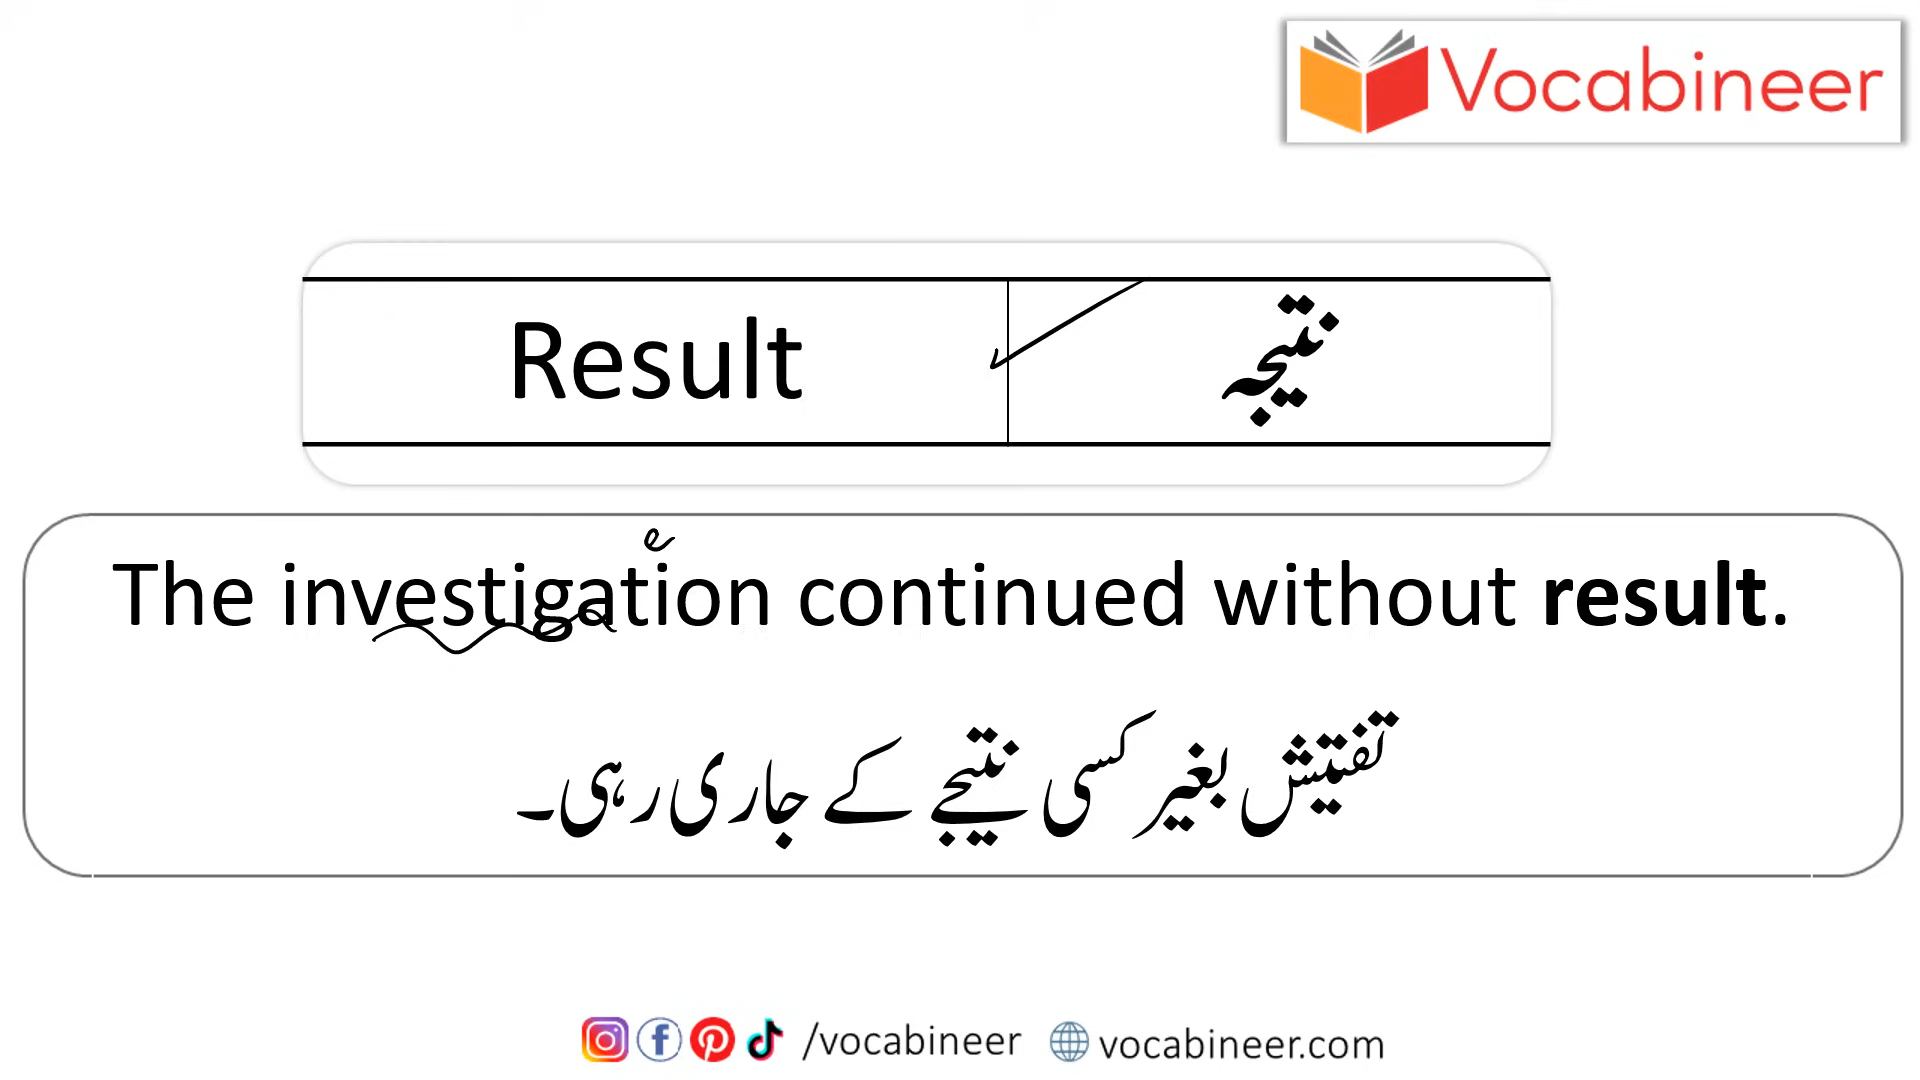 Vocabineer
Result نتیجہ
The investigation continued without result.
تفتیش بغیر کسی نتیجے کے جاری رہی۔
/vocabineer vocabineer.com